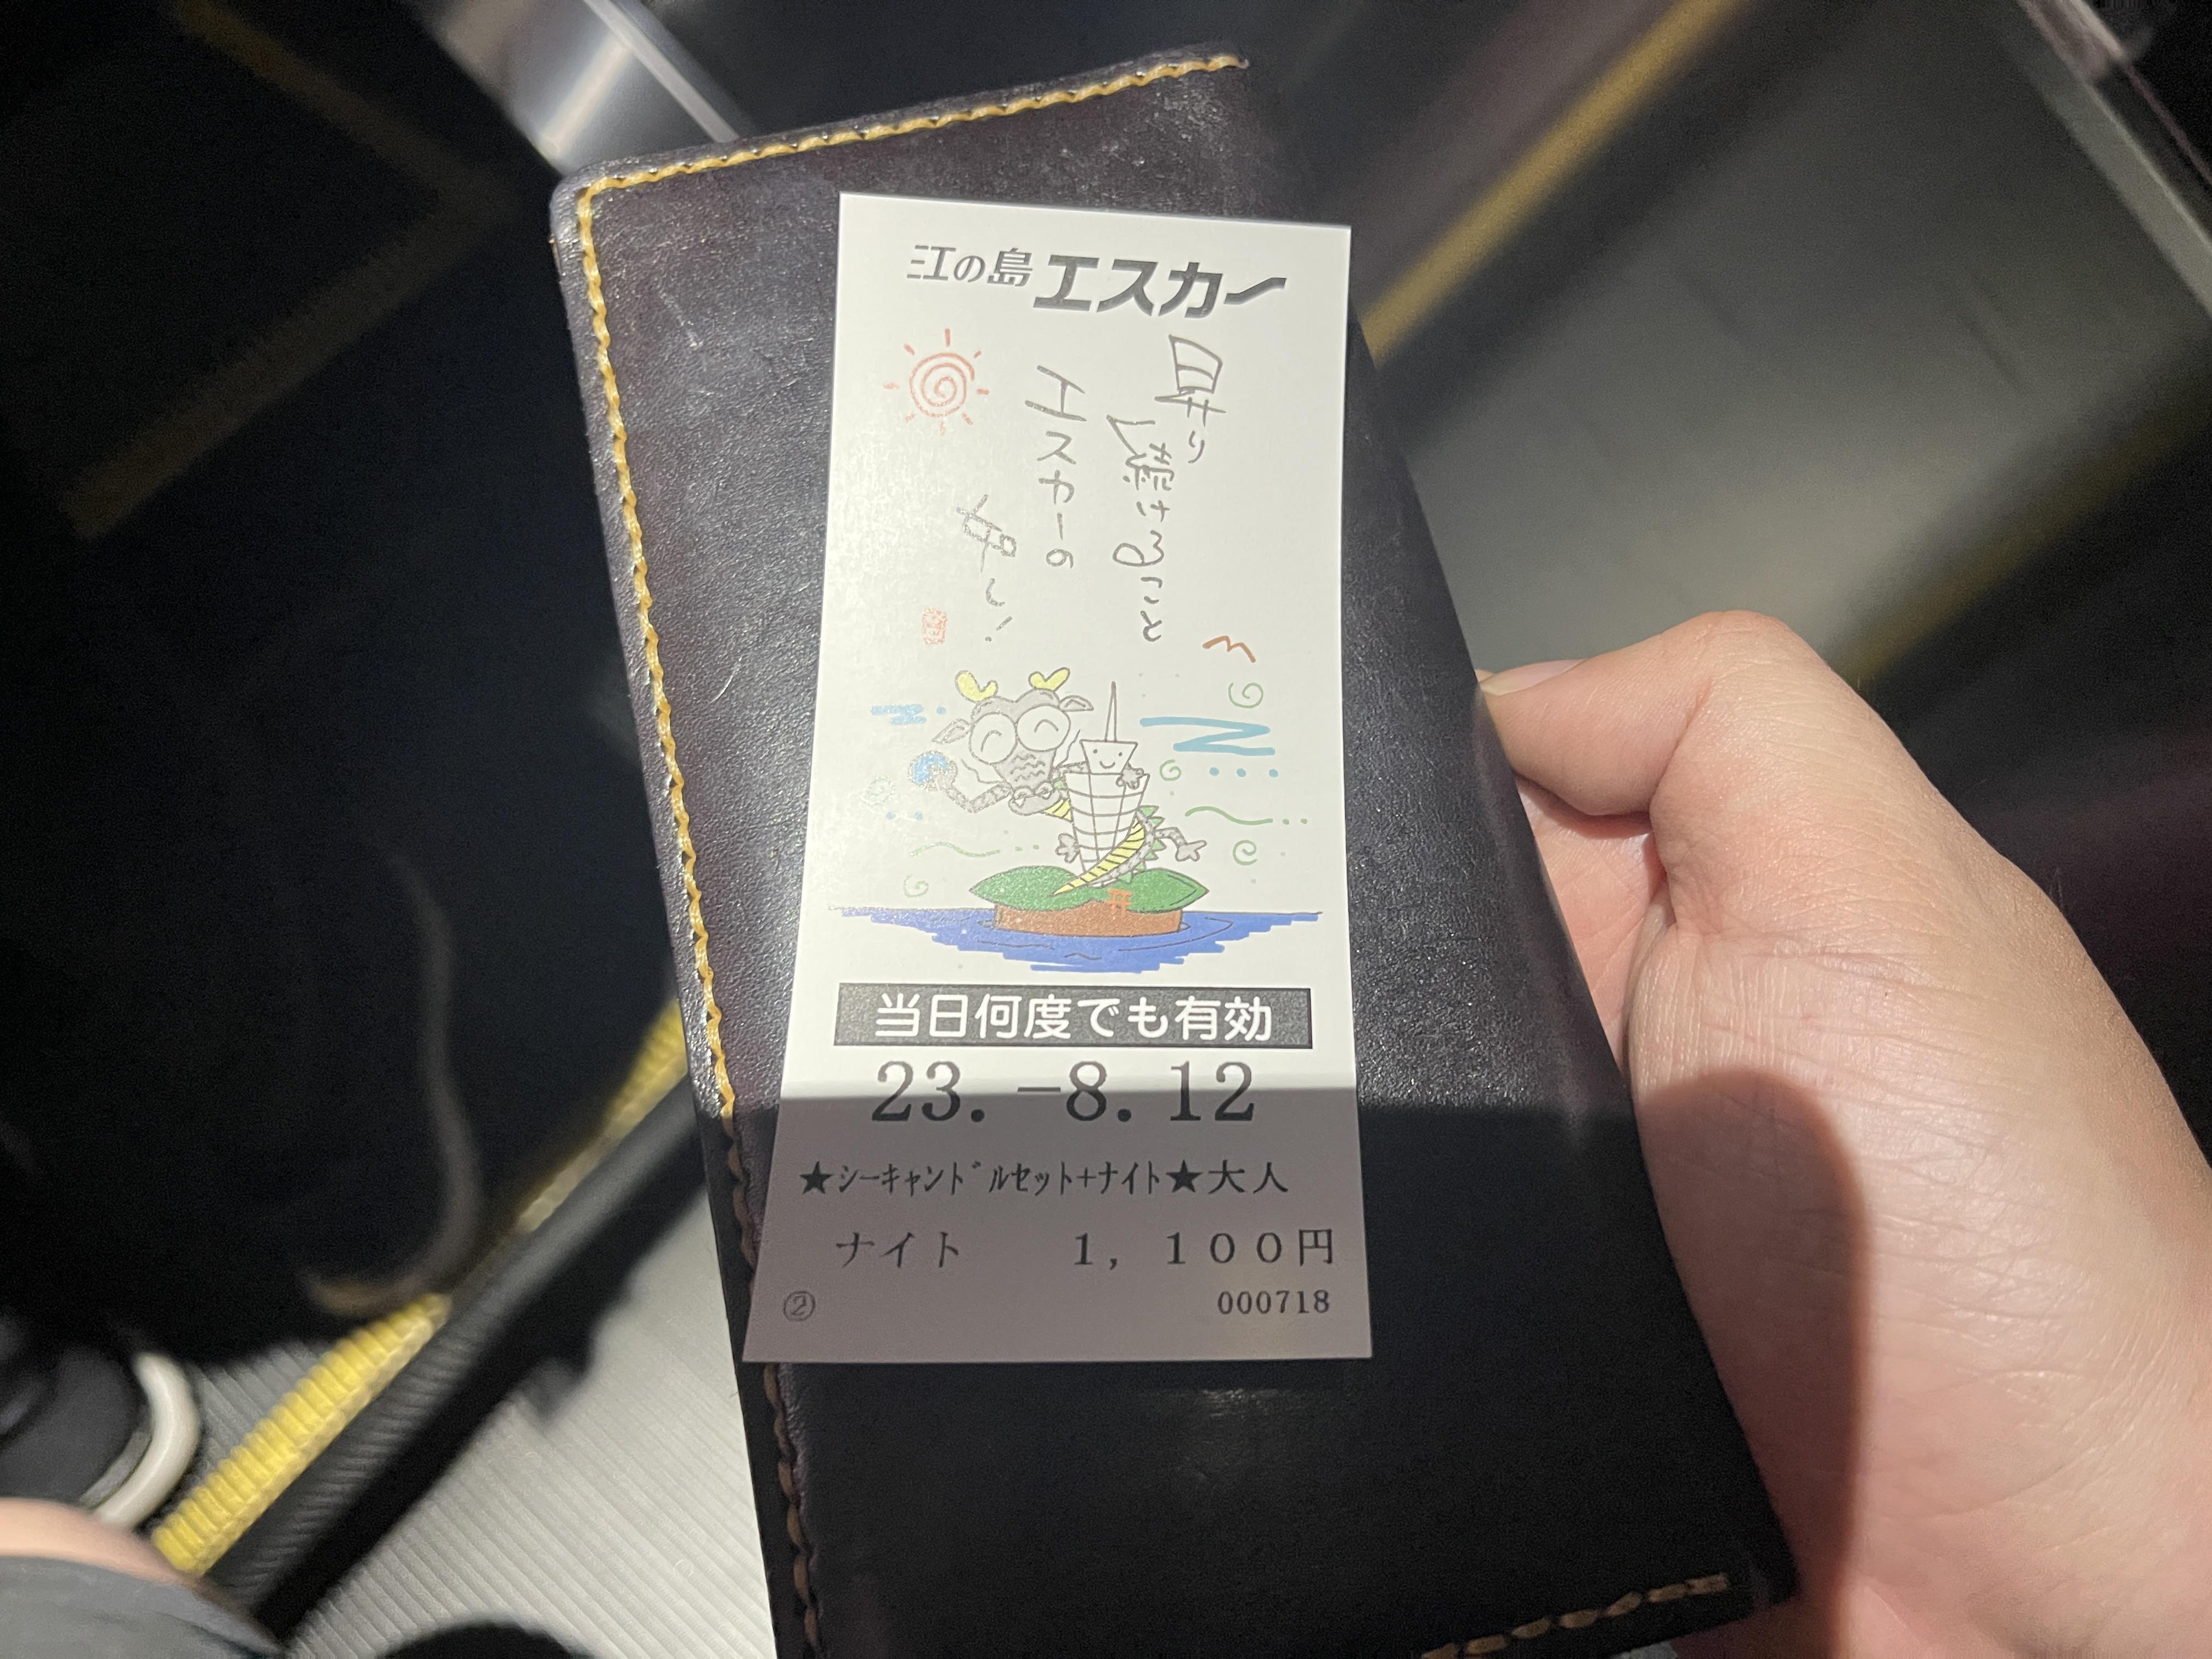 江の島エスカー
昇り
続けること
エスカーの
如し!
当日何度でも有効
23.-8.12
★シーキャンドルセット+ナイト★大人
ナイト 1,100円
② 000718